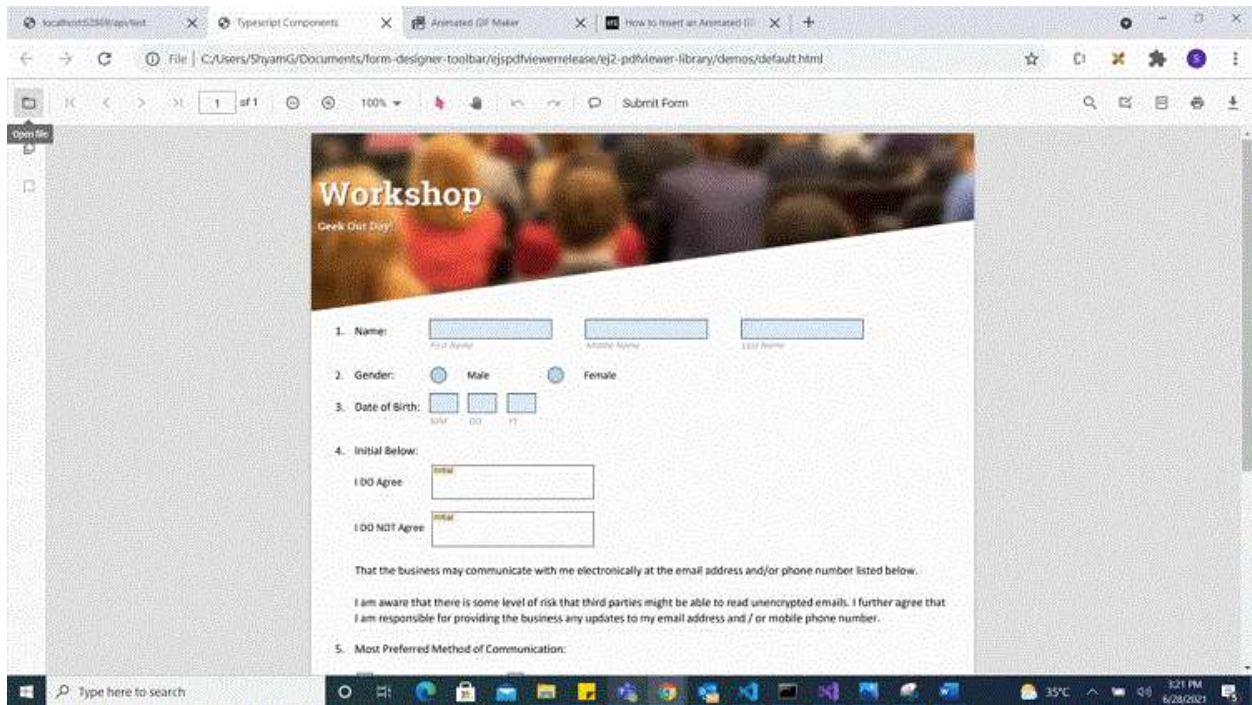 localhost:62869/api/test
Typescript Components
Animated GIF Maker
How to Insert an Animated GI
File | C:/Users/ShyamG/Documents/form-designer-toolbar/ejspdfviewerrelease/ej2-pdfviewer-library/demos/default.html
S
1 of 1
100%
Submit Form
Open file
Workshop
Geek Out Day!
1. Name:
First Name Middle Name Last Name
2. Gender: Male Female
3. Date of Birth:
MM DD YY
4. Initial Below:
Initial
I DO Agree
Initial
I DO NOT Agree
That the business may communicate with me electronically at the email address and/or phone number listed below.
I am aware that there is some level of risk that third parties might be able to read unencrypted emails. I further agree that
I am responsible for providing the business any updates to my email address and / or mobile phone number.
5. Most Preferred Method of Communication:
Type here to search
35°C
3:21 PM
6/28/2021